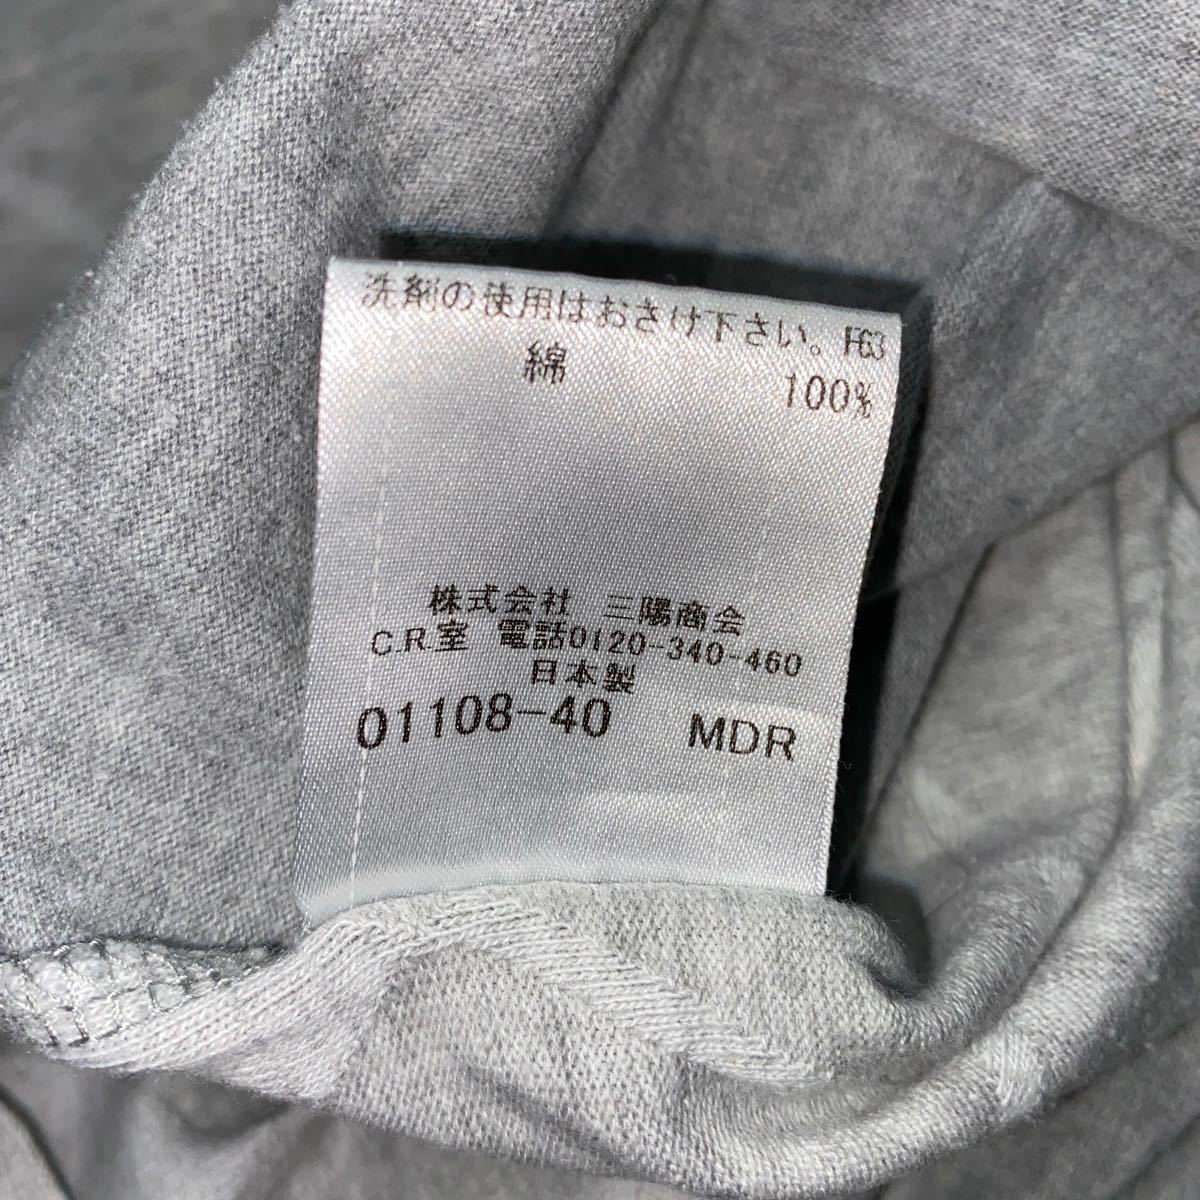 洗剤の使用はおさけ下さい。F63
綿 100%
株式会社 三陽商会
C.R.室 電話0120-340-460
日本製
01108-40 MDR